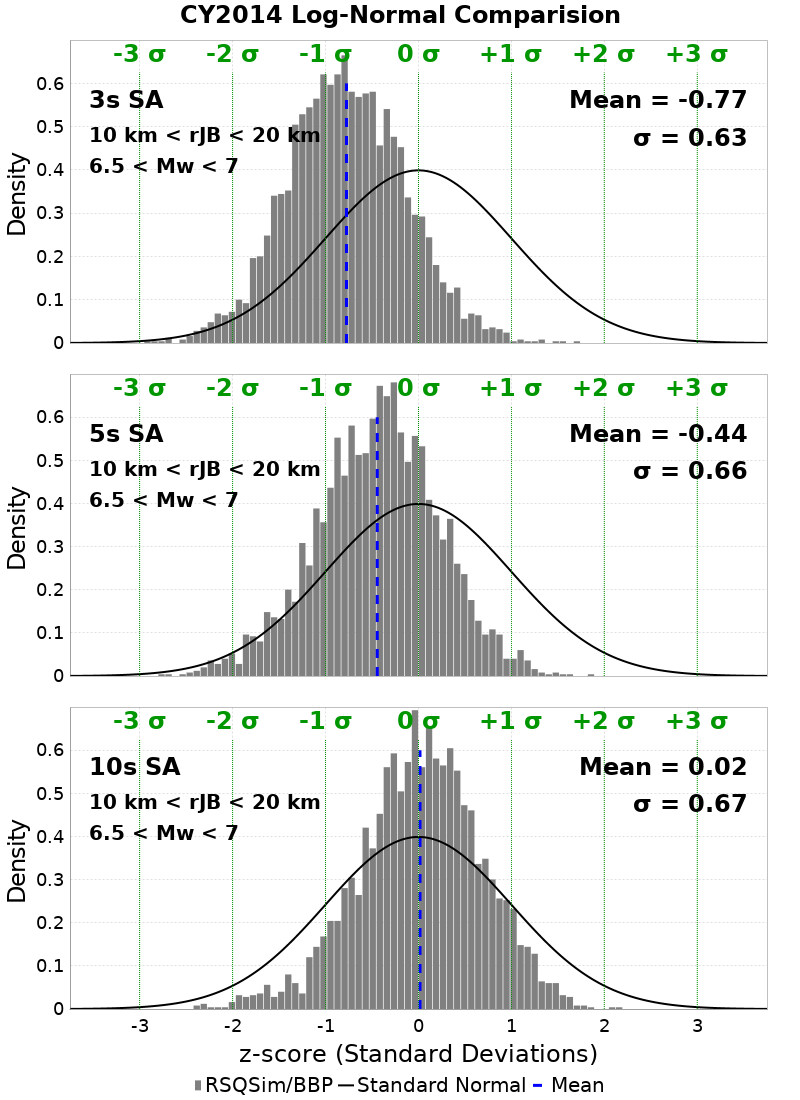 CY2014 Log-Normal Comparision
-3 σ -2 σ -1 σ 0 σ +1 σ +2 σ +3 σ
3s SA
10 km < rJB < 20 km
6.5 < Mw < 7
Mean = -0.77
σ = 0.63
0.6
0.5
0.4
0.3
0.2
0.1
0
Density
-3 σ -2 σ -1 σ 0 σ +1 σ +2 σ +3 σ
5s SA
10 km < rJB < 20 km
6.5 < Mw < 7
Mean = -0.44
σ = 0.66
0.6
0.5
0.4
0.3
0.2
0.1
0
Density
-3 σ -2 σ -1 σ 0 σ +1 σ +2 σ +3 σ
10s SA
10 km < rJB < 20 km
6.5 < Mw < 7
Mean = 0.02
σ = 0.67
0.6
0.5
0.4
0.3
0.2
0.1
0
Density
-3 -2 -1 0 1 2 3
z-score (Standard Deviations)
RSQSim/BBP Standard Normal Mean